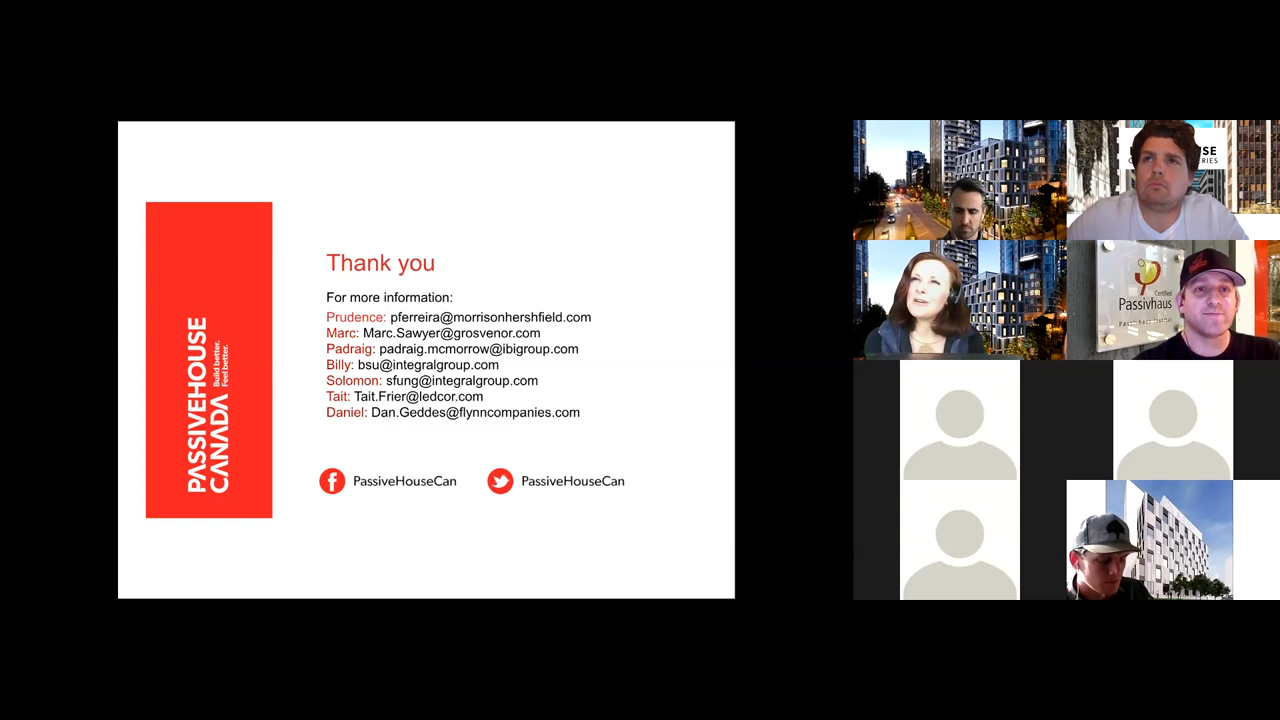 Thank you
For more information:
Prudence: pferreira@morrisonhershfield.com
Marc: Marc.Sawyer@grosvenor.com
Padraig: padraig.mcmorrow@ibigroup.com
Billy: bsu@integralgroup.com
Solomon: sfung@integralgroup.com
Tait: Tait.Frier@ledcor.com
Daniel: Dan.Geddes@flynncompanies.com
PassiveHouseCan
PassiveHouseCan
PASSIVEHOUSE
CANADA
Build better.
Feel better.
Certified
Passivhaus